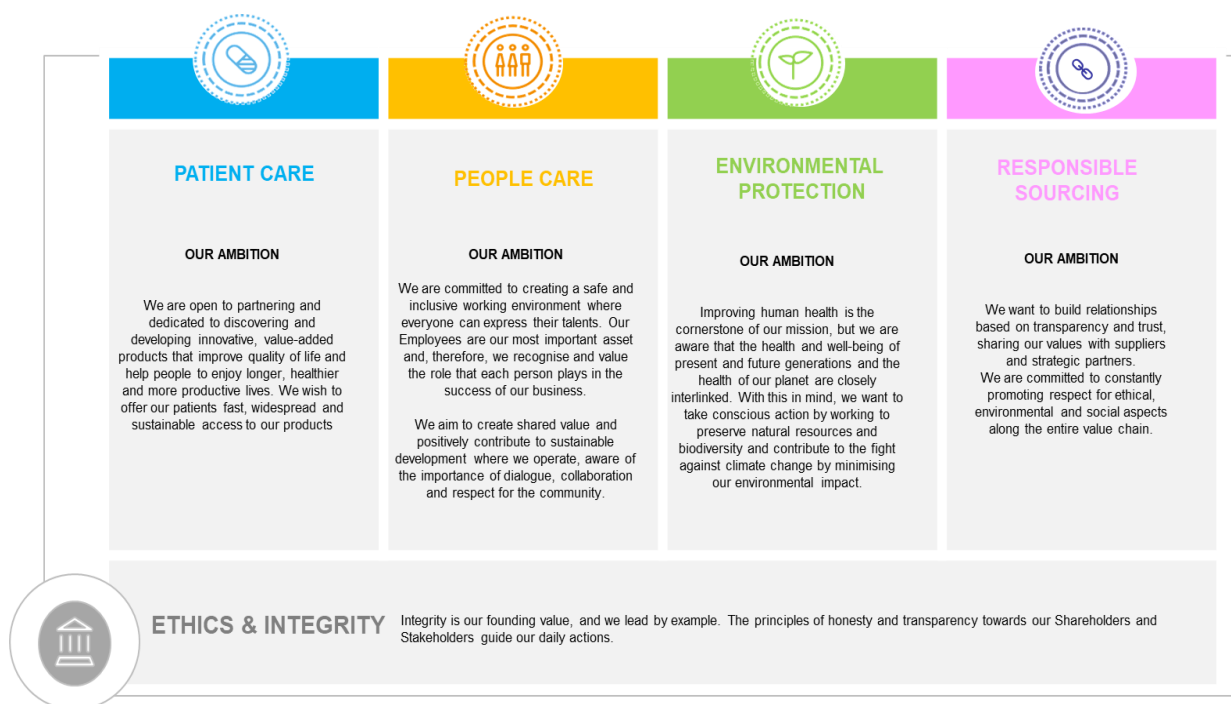 PATIENT CARE
OUR AMBITION
We are open to partnering and
dedicated to discovering and
developing innovative, value-added
products that improve quality of life and
help people to enjoy longer, healthier
and more productive lives. We wish to
offer our patients fast, widespread and
sustainable access to our products
PEOPLE CARE
OUR AMBITION
We are committed to creating a safe and
inclusive working environment where
everyone can express their talents. Our
Employees are our most important asset
and, therefore, we recognise and value
the role that each person plays in the
success of our business.
We aim to create shared value and
positively contribute to sustainable
development where we operate, aware of
the importance of dialogue, collaboration
and respect for the community.
ENVIRONMENTAL
PROTECTION
OUR AMBITION
Improving human health is the
cornerstone of our mission, but we are
aware that the health and well-being of
present and future generations and the
health of our planet are closely
interlinked. With this in mind, we want to
take conscious action by working to
preserve natural resources and
biodiversity and contribute to the fight
against climate change by minimising
our environmental impact.
RESPONSIBLE
SOURCING
OUR AMBITION
We want to build relationships
based on transparency and trust,
sharing our values with suppliers
and strategic partners.
We are committed to constantly
promoting respect for ethical,
environmental and social aspects
along the entire value chain.
ETHICS & INTEGRITY
Integrity is our founding value, and we lead by example. The principles of honesty and transparency towards our Shareholders and
Stakeholders guide our daily actions.